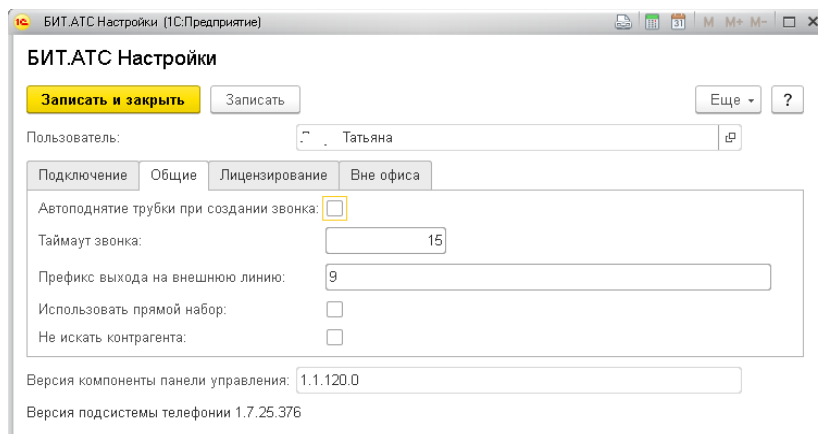 1С БИТ.АТС Настройки (1С:Предприятие) 31 M M+ M-
БИТ.АТС Настройки
Записать и закрыть Записать Еще ?
Пользователь: Татьяна
Подключение Общие Лицензирование Вне офиса
Автоподнятие трубки при создании звонка:
Таймаут звонка: 15
Префикс выхода на внешнюю линию: 9
Использовать прямой набор:
Не искать контрагента:
Версия компоненты панели управления: 1.1.120.0
Версия подсистемы телефонии 1.7.25.376